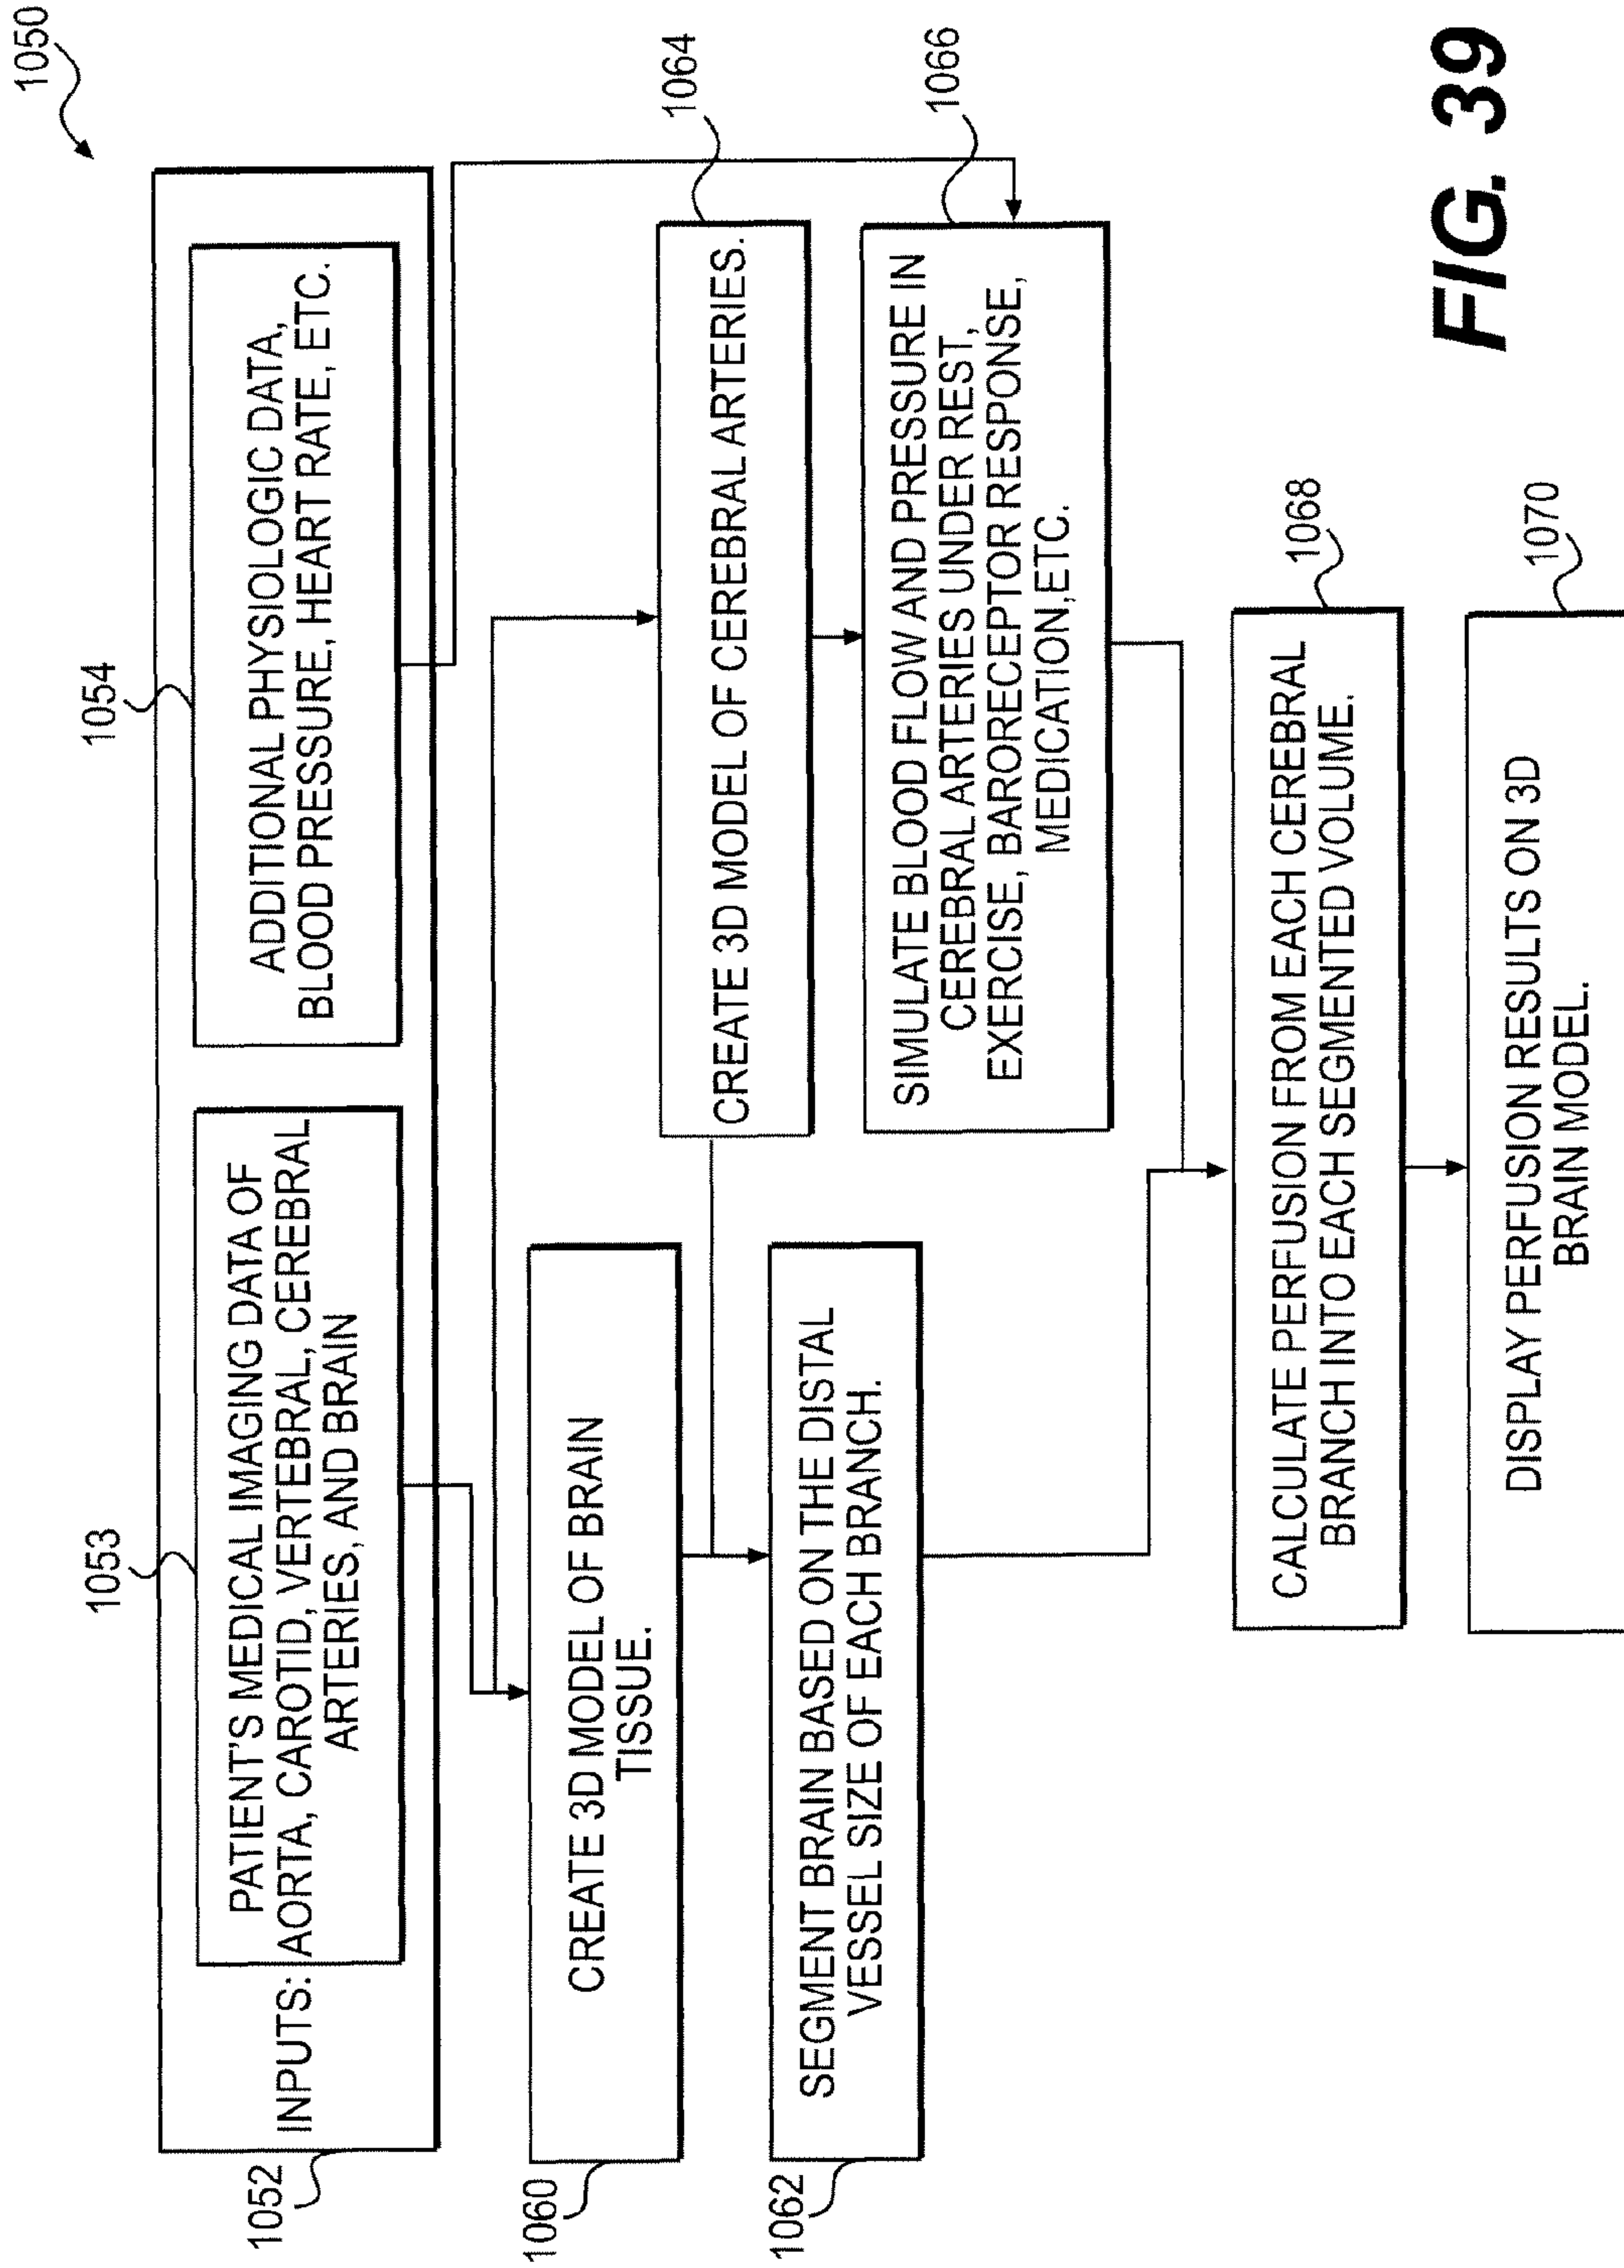 1050
1052
INPUTS:
1053
PATIENT'S MEDICAL IMAGING DATA OF
AORTA, CAROTID, VERTEBRAL, CEREBRAL
ARTERIES, AND BRAIN
1054
ADDITIONAL PHYSIOLOGIC DATA,
BLOOD PRESSURE, HEART RATE, ETC.
1060
CREATE 3D MODEL OF BRAIN
TISSUE.
1064
CREATE 3D MODEL OF CEREBRAL ARTERIES.
1062
SEGMENT BRAIN BASED ON THE DISTAL
VESSEL SIZE OF EACH BRANCH.
1066
SIMULATE BLOOD FLOW AND PRESSURE IN
CEREBRAL ARTERIES UNDER REST,
EXERCISE, BARORECEPTOR RESPONSE,
MEDICATION,ETC.
1068
CALCULATE PERFUSION FROM EACH CEREBRAL
BRANCH INTO EACH SEGMENTED VOLUME.
1070
DISPLAY PERFUSION RESULTS ON 3D
BRAIN MODEL.
FIG. 39